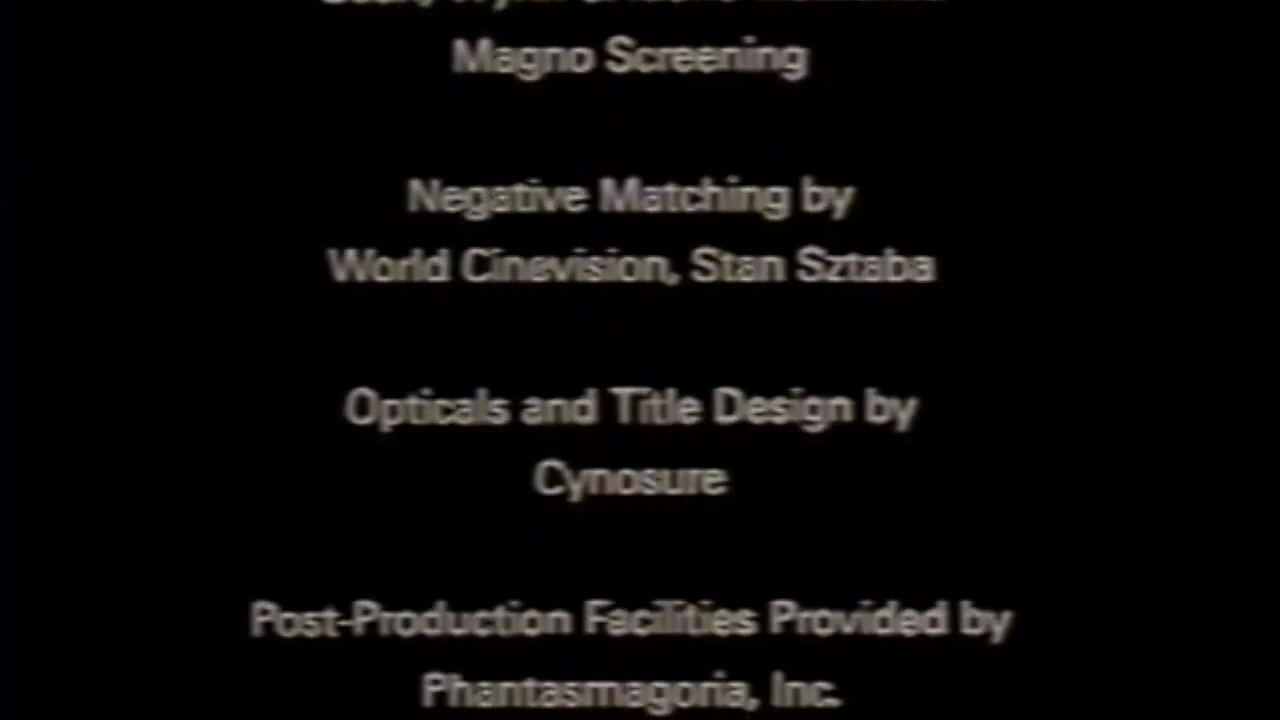 Magno Screening
Negative Matching by
World Cinevision, Stan Sztaba
Opticals and Title Design by
Cynosure
Post-Production Facilities Provided by
Phantasmagoria, Inc.